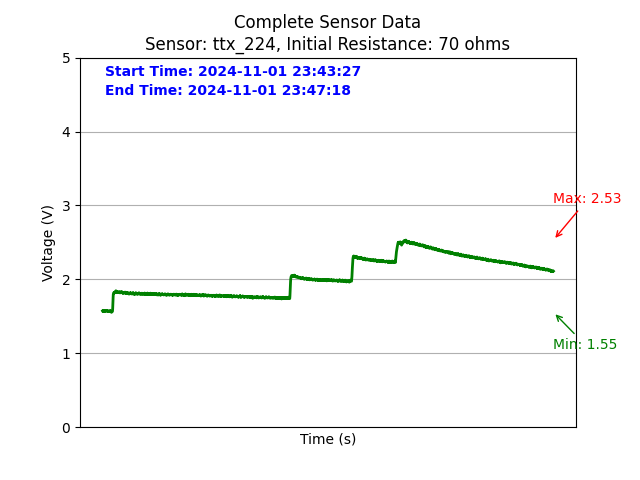 Complete Sensor Data
Sensor: ttx_224, Initial Resistance: 70 ohms
Start Time: 2024-11-01 23:43:27
End Time: 2024-11-01 23:47:18
5
4
3
2
1
0
Voltage (V)
Max: 2.53
Min: 1.55
Time (s)